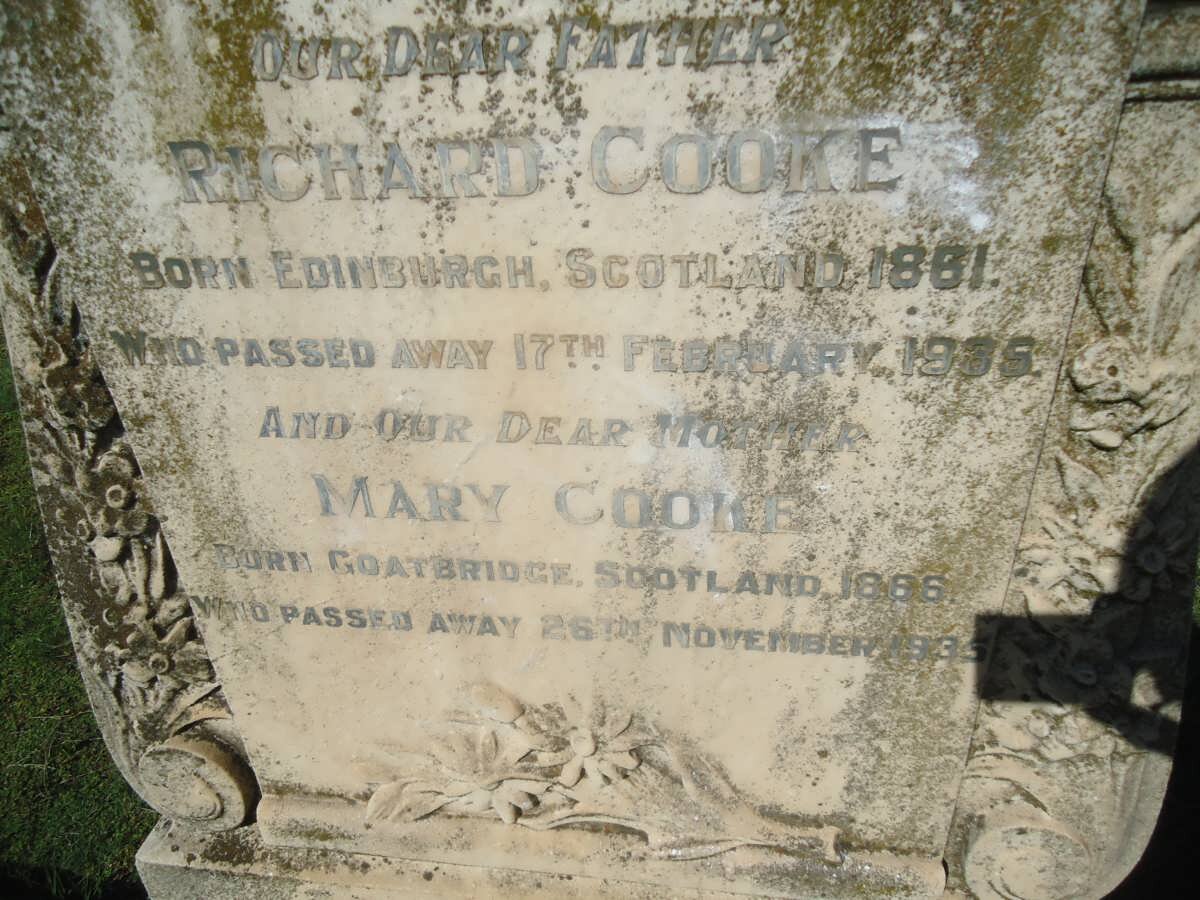 OUR DEAR FATHER
RICHARD COOKE
BORN EDINBURGH, SCOTLAND 1861.
WHO PASSED AWAY 17TH FEBRUARY, 1935.
AND OUR DEAR MOTHER
MARY COOKE
BORN COATBRIDGE, SCOTLAND 1866
WHO PASSED AWAY 26TH NOVEMBER 1935